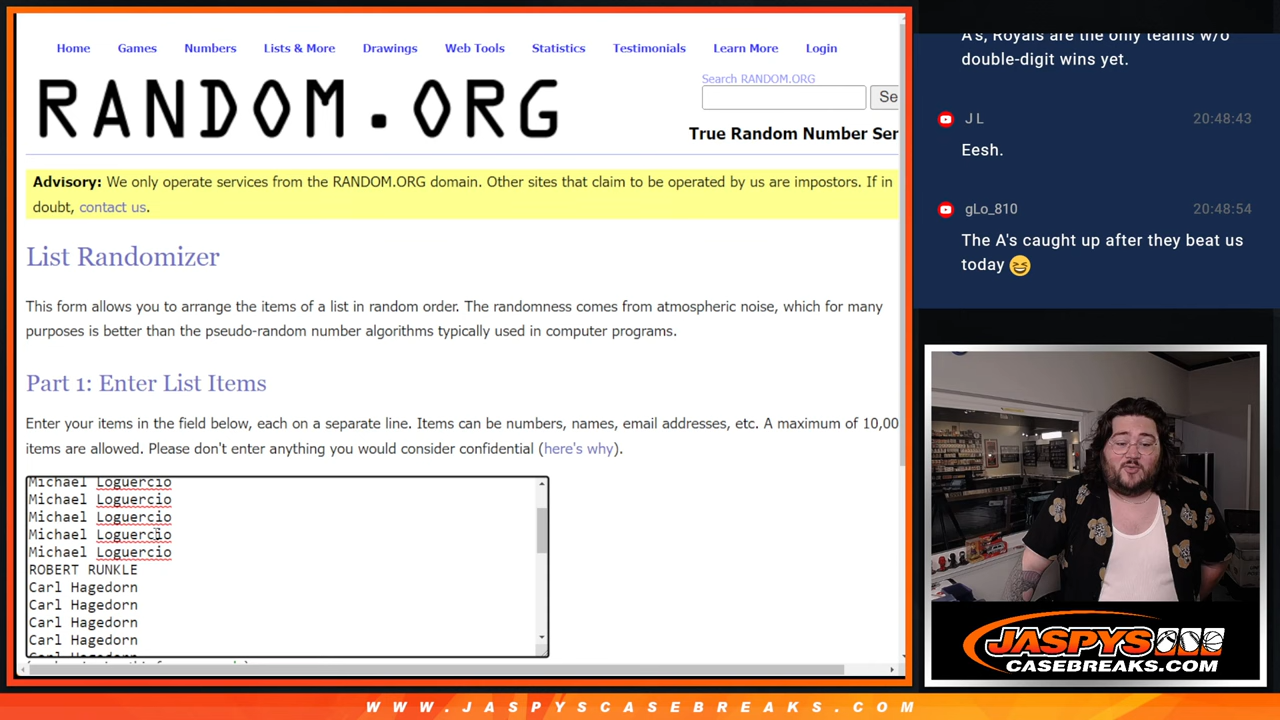 Home Games Numbers Lists & More Drawings Web Tools Statistics Testimonials Learn More Login
RANDOM.ORG
Search RANDOM.ORG
Se
True Random Number Ser
Advisory: We only operate services from the RANDOM.ORG domain. Other sites that claim to be operated by us are impostors. If in
doubt, contact us.
List Randomizer
This form allows you to arrange the items of a list in random order. The randomness comes from atmospheric noise, which for many
purposes is better than the pseudo-random number algorithms typically used in computer programs.
Part 1: Enter List Items
Enter your items in the field below, each on a separate line. Items can be numbers, names, email addresses, etc. A maximum of 10,00
items are allowed. Please don't enter anything you would consider confidential (here's why).
Michael Loguercio
Michael Loguercio
Michael Loguercio
Michael Loguercio
Michael Loguercio
ROBERT RUNKLE
Carl Hagedorn
Carl Hagedorn
Carl Hagedorn
Carl Hagedorn
Carl Hagedorn
A's, Royals are the only teams w/o
double-digit wins yet.
J L 20:48:43
Eesh.
gLo_810 20:48:54
The A's caught up after they beat us
today 😆
JASPYS
CASEBREAKS.COM
WWW.JASPYSCASEBREAKS.COM